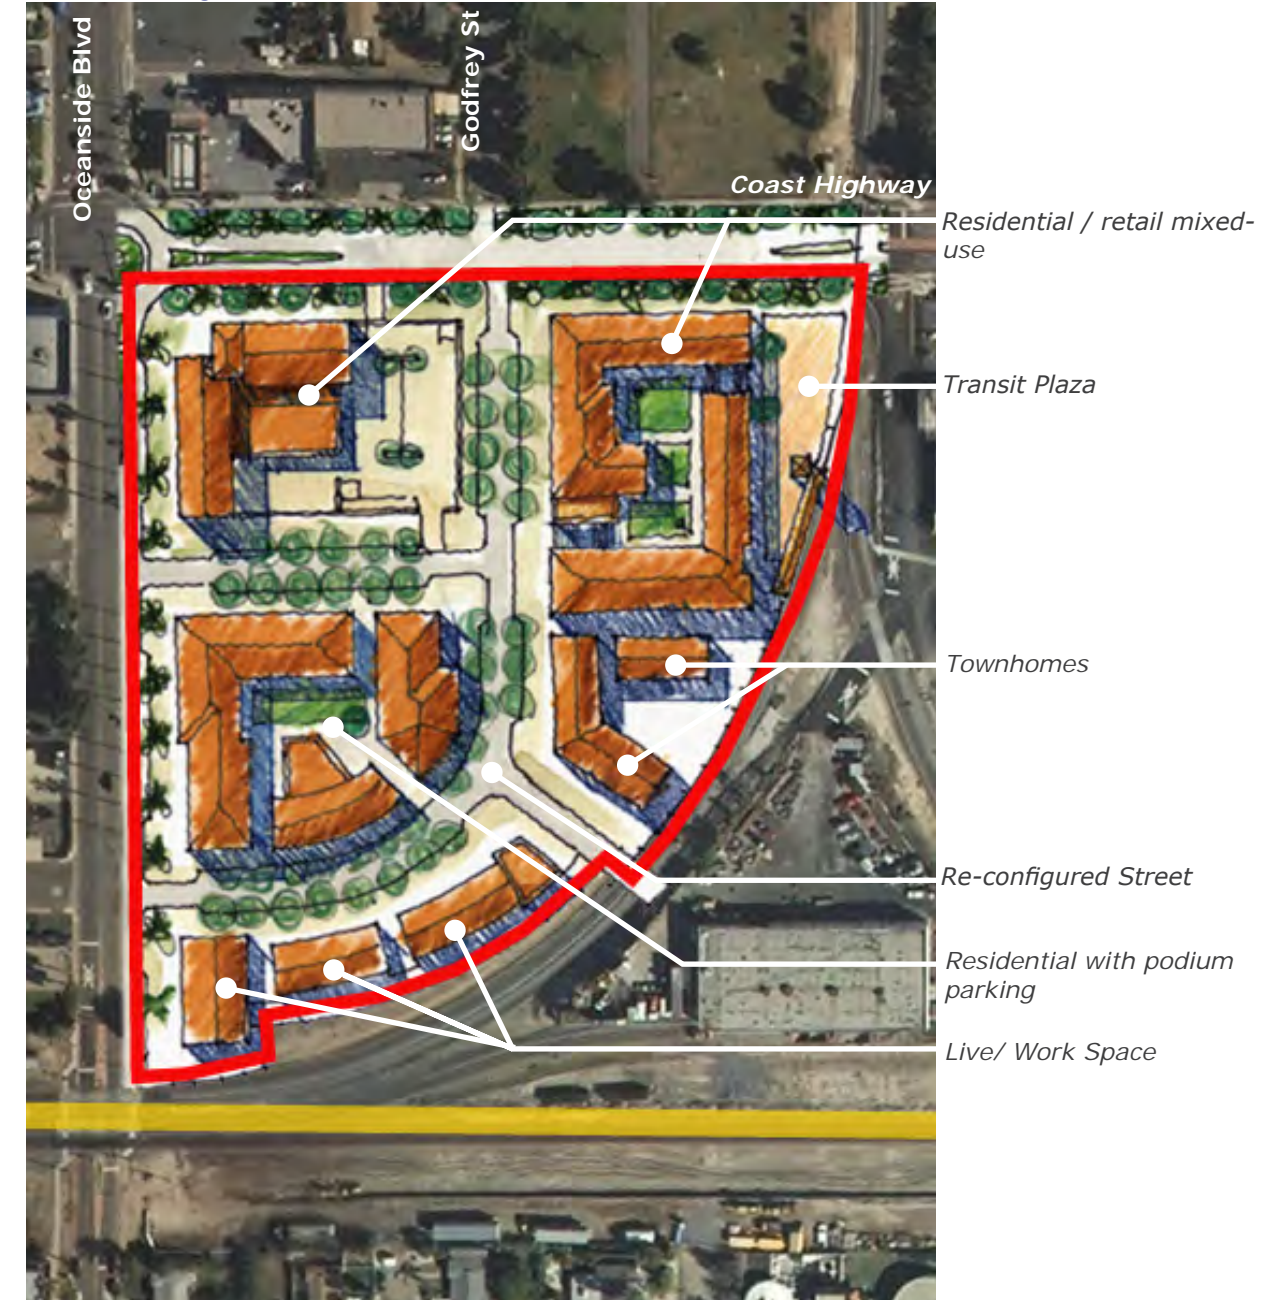 Oceanside Blvd
Godfrey St
Coast Highway
Residential / retail mixed-
use
Transit Plaza
Townhomes
Re-configured Street
Residential with podium
parking
Live/ Work Space